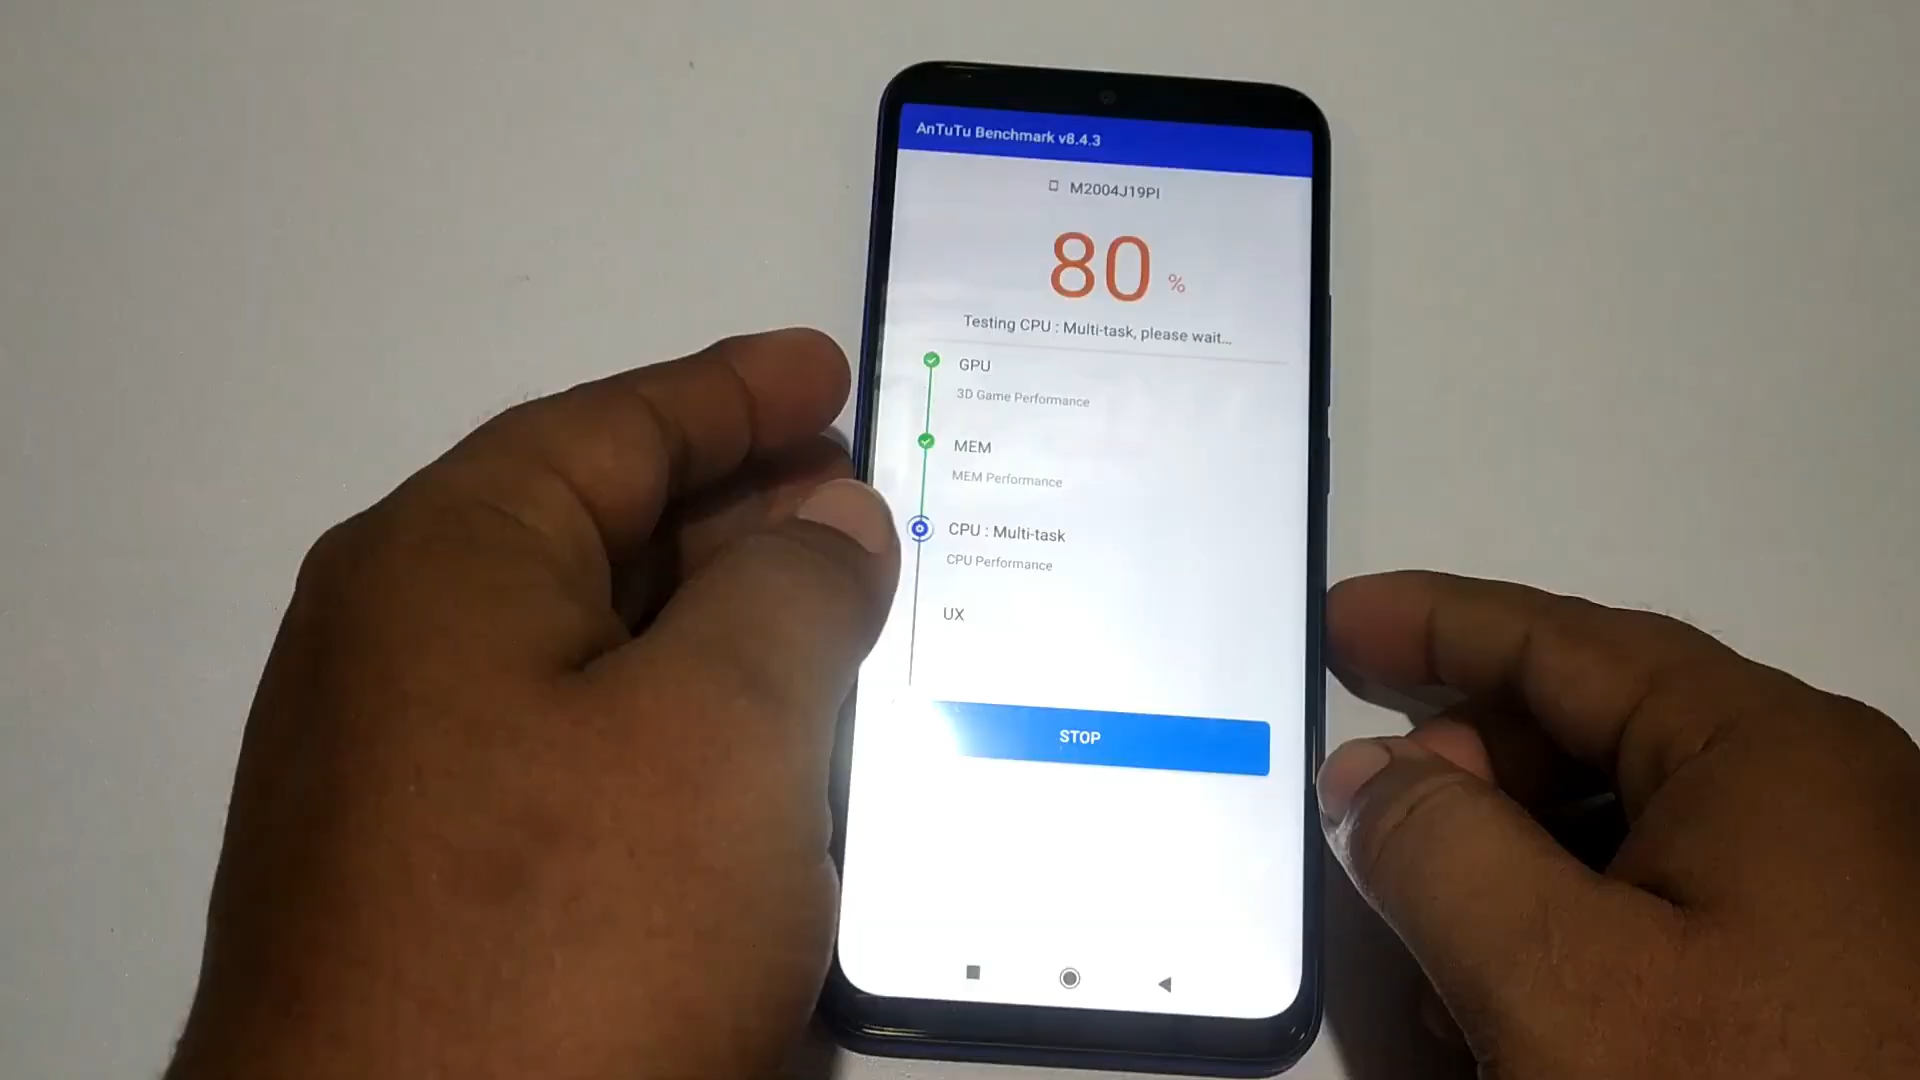 AnTuTu Benchmark v8.4.3
M2004J19PI
80 %
Testing CPU : Multi-task, please wait...
GPU
3D Game Performance
MEM
MEM Performance
CPU : Multi-task
CPU Performance
UX
STOP